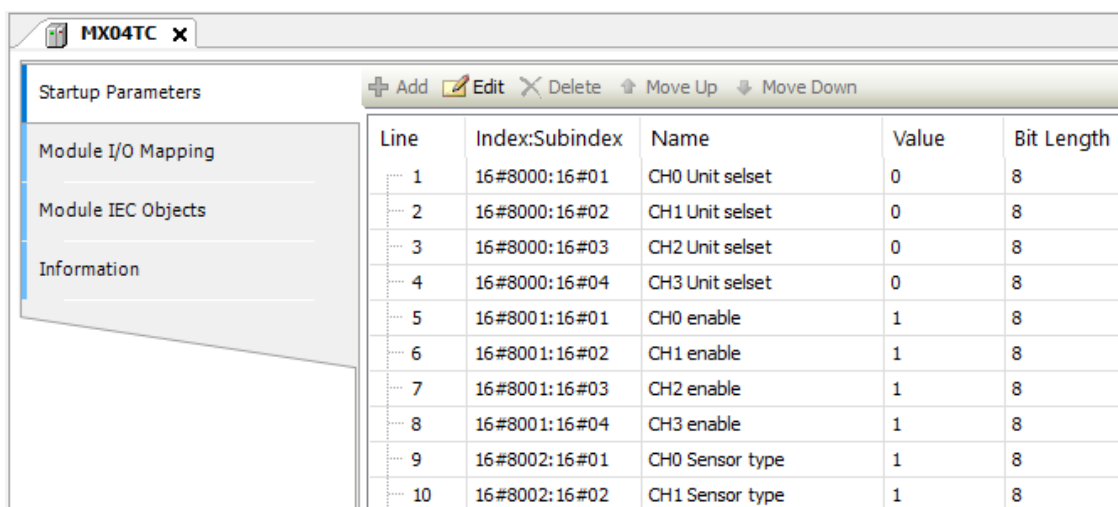 MX04TC
Startup Parameters
Module I/O Mapping
Module IEC Objects
Information
Add Edit Delete Move Up Move Down
Line Index:Subindex Name Value Bit Length
1 16#8000:16#01 CH0 Unit selset 0 8
2 16#8000:16#02 CH1 Unit selset 0 8
3 16#8000:16#03 CH2 Unit selset 0 8
4 16#8000:16#04 CH3 Unit selset 0 8
5 16#8001:16#01 CH0 enable 1 8
6 16#8001:16#02 CH1 enable 1 8
7 16#8001:16#03 CH2 enable 1 8
8 16#8001:16#04 CH3 enable 1 8
9 16#8002:16#01 CH0 Sensor type 1 8
10 16#8002:16#02 CH1 Sensor type 1 8